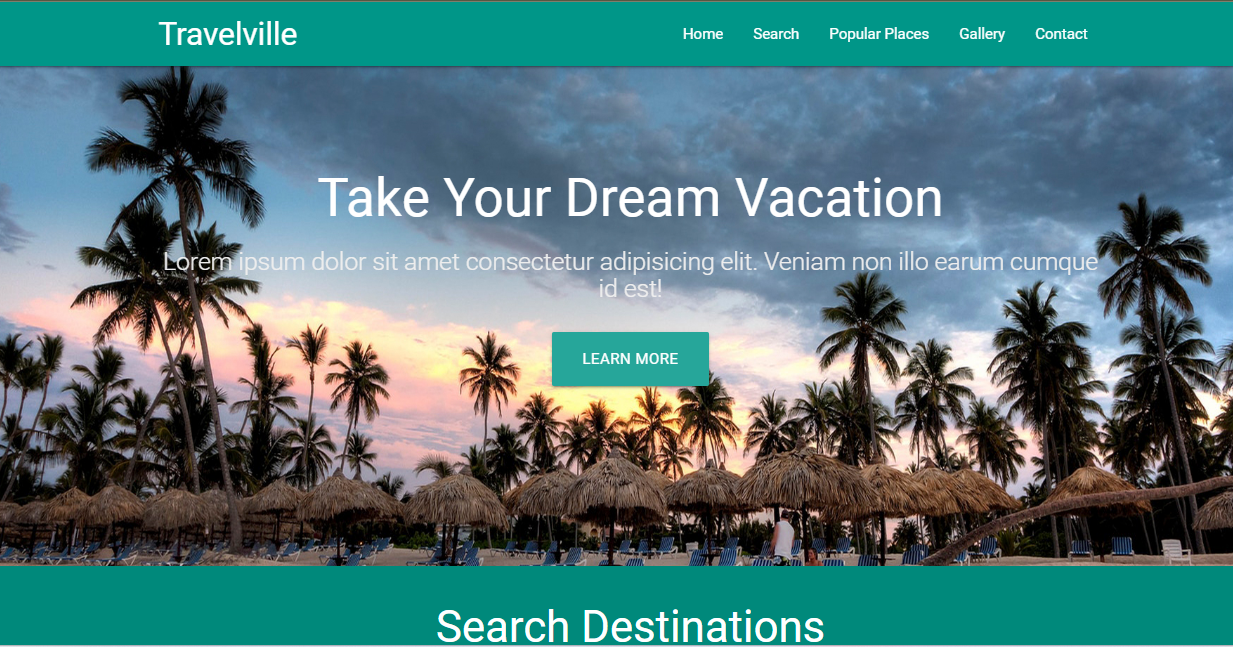 Travelville
Home Search Popular Places Gallery Contact
Take Your Dream Vacation
Lorem ipsum dolor sit amet consectetur adipisicing elit. Veniam non illo earum cumque
id est!
LEARN MORE
Search Destinations